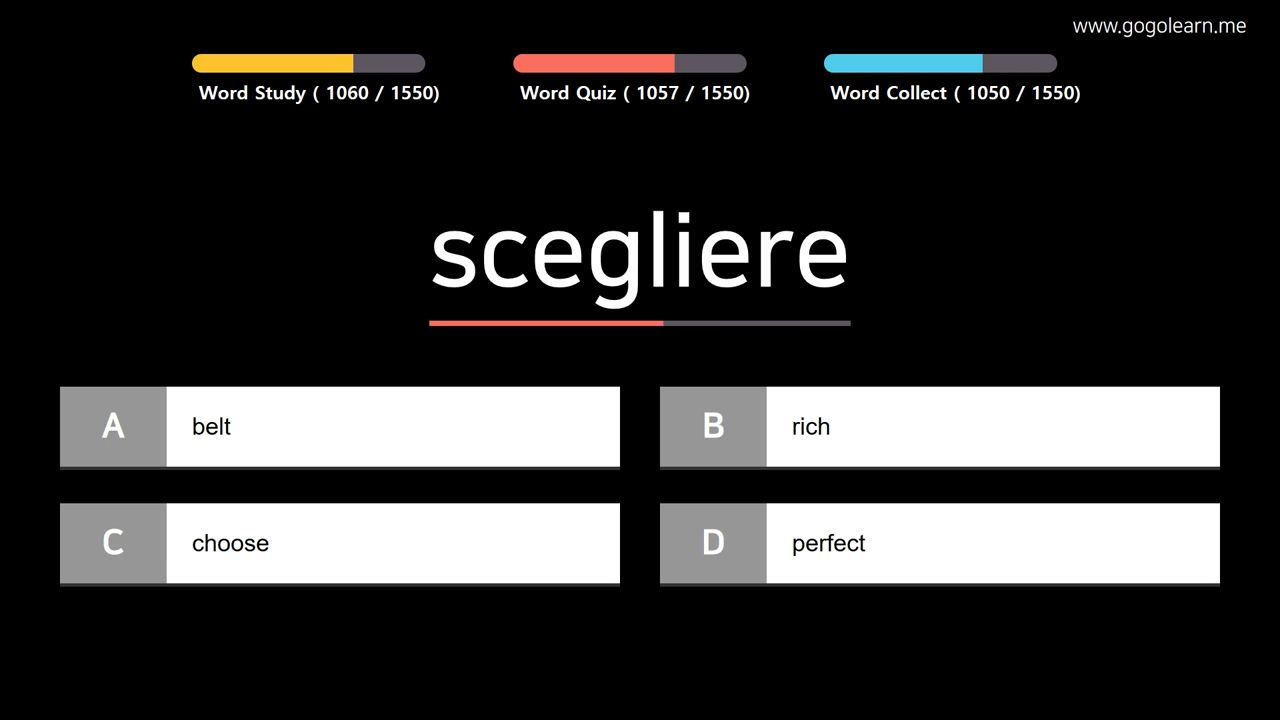 www.gogolearn.me
Word Study ( 1060 / 1550)
Word Quiz ( 1057 / 1550)
Word Collect ( 1050 / 1550)
scegliere
A belt
B rich
C choose
D perfect